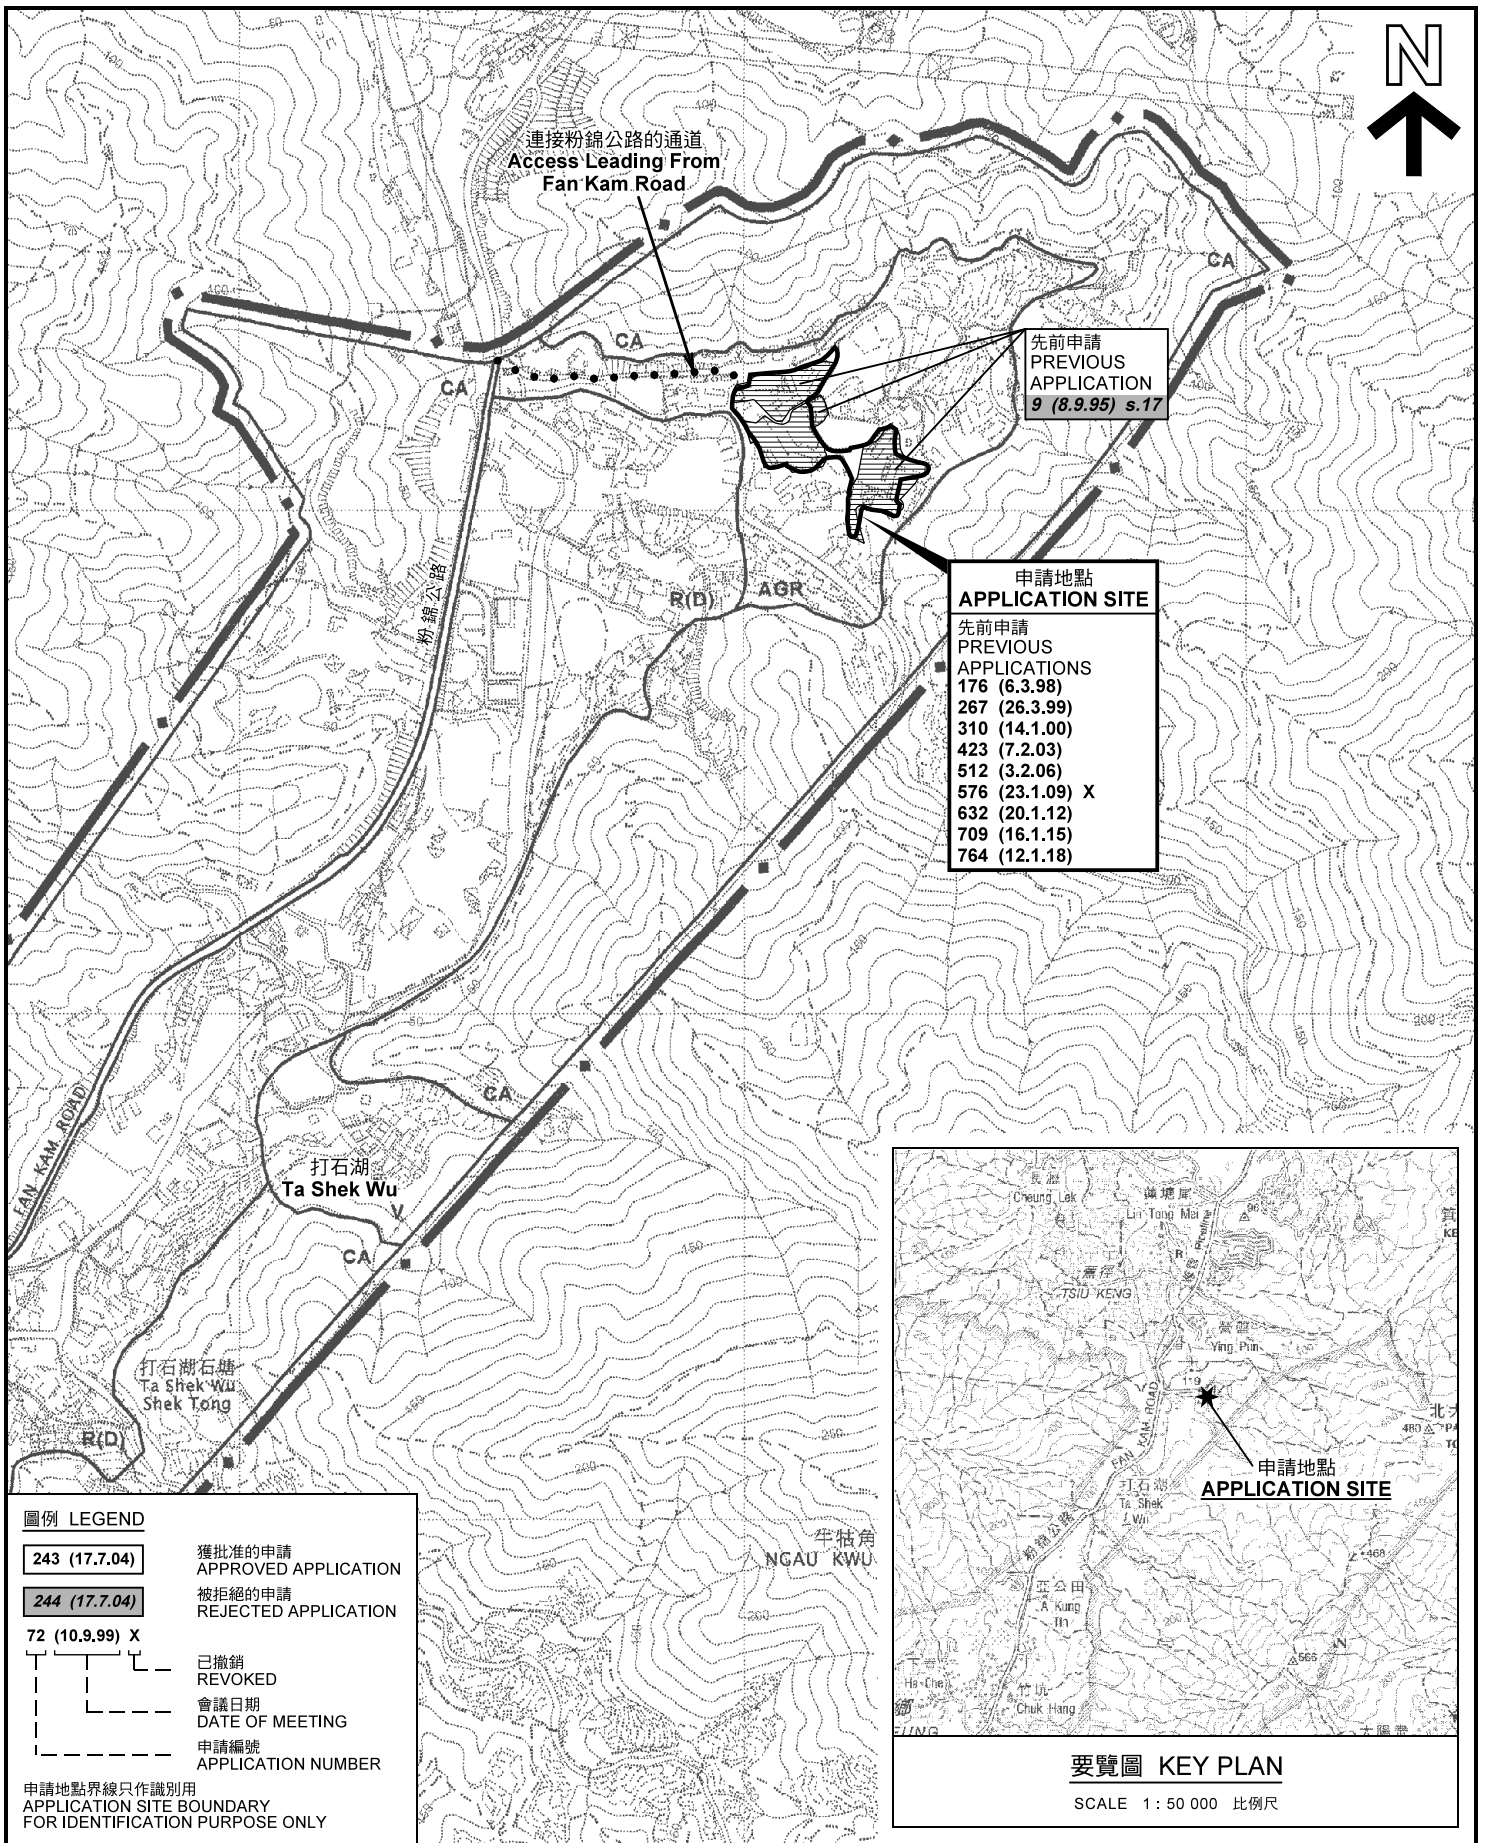 N
連接粉錦公路的通道
Access Leading From
Fan Kam Road
CA
CA
CA
先前申請
PREVIOUS
APPLICATION
9 (8.9.95) s.17
粉錦公路
R(D)
AGR
申請地點
APPLICATION SITE
先前申請
PREVIOUS
APPLICATIONS
176 (6.3.98)
267 (26.3.99)
310 (14.1.00)
423 (7.2.03)
512 (3.2.06)
576 (23.1.09) X
632 (20.1.12)
709 (16.1.15)
764 (12.1.18)
FAN KAM ROAD
CA
打石湖
Ta Shek Wu
V
CA
打石湖石塘
Ta Shek Wu
Shek Tong
R(D)
牛牯角
NGAU KWU
圖例 LEGEND
243 (17.7.04)
獲批准的申請
APPROVED APPLICATION
244 (17.7.04)
被拒絕的申請
REJECTED APPLICATION
72 (10.9.99) X
已撤銷
REVOKED
會議日期
DATE OF MEETING
申請編號
APPLICATION NUMBER
申請地點界線只作識別用
APPLICATION SITE BOUNDARY
FOR IDENTIFICATION PURPOSE ONLY
Cheung Lek
蓮塘尾
Lin Tong Mei
TSIU KENG
營盤
Ying Pun
FAN KAM ROAD
申請地點
APPLICATION SITE
打石湖
Ta Shek
Wu
粉錦公路
亞公田
A Kung
Tin
Chuk Hang
要覽圖 KEY PLAN
SCALE 1 : 50 000 比例尺